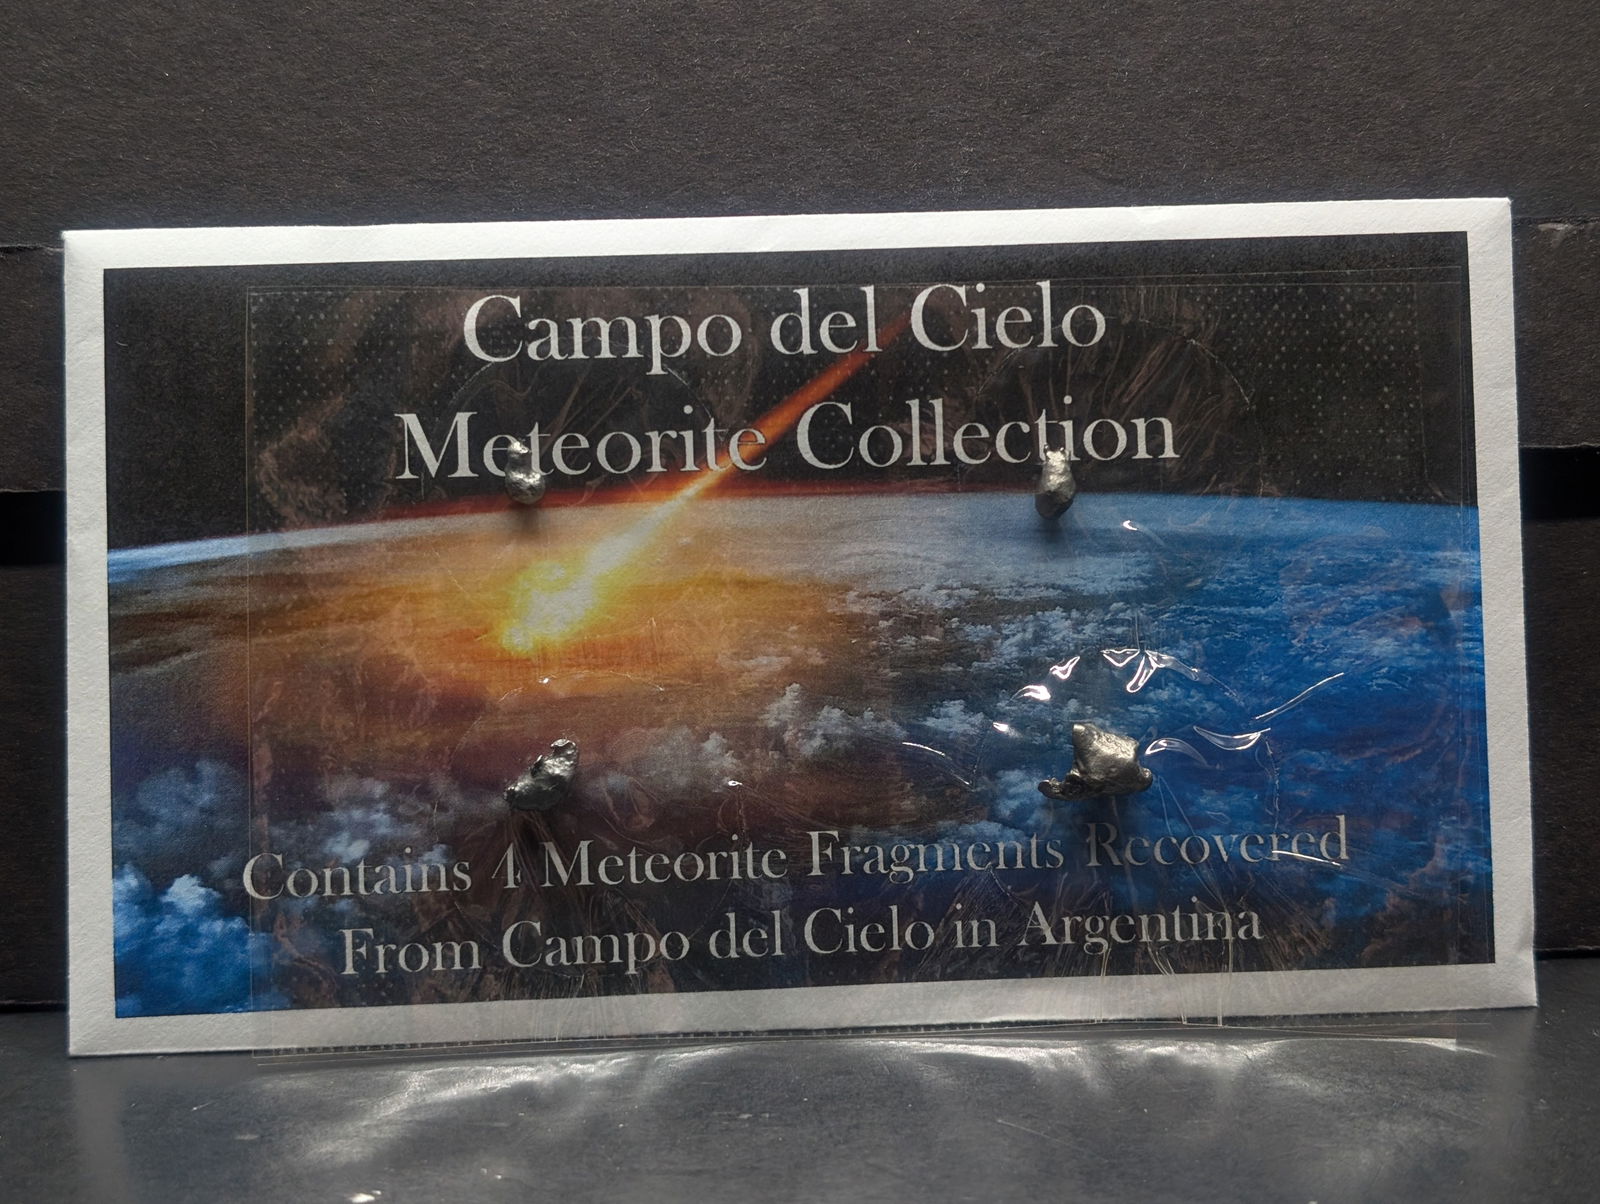 Campo del Cielo
Meteorite Collection
Contains 4 Meteorite Fragments Recovered
From Campo del Cielo in Argentina